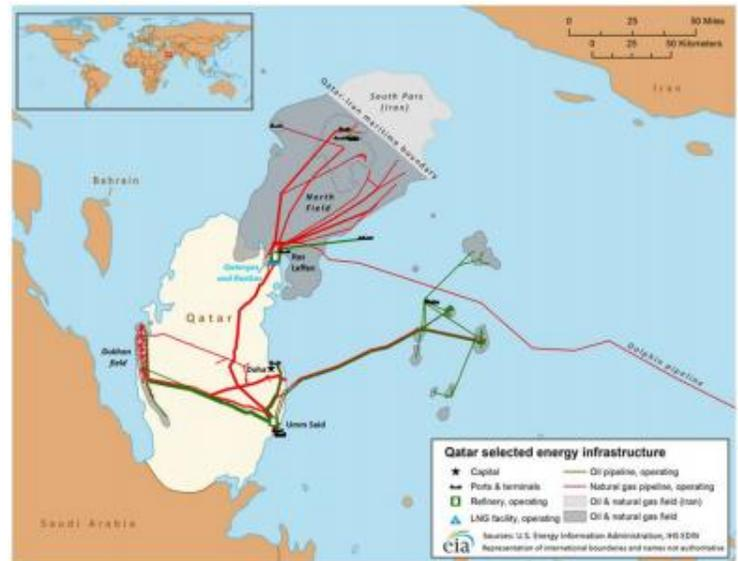 0 25 50 Miles
0 25 50 Kilometers
Iran
South Pars
(Iran)
Qatar-Iran maritime boundary
Bahrain
North
Field
Ras
Laffan
Qatargas
and RasGas
Qatar
Dukhan
field
Doha
Dolphin pipeline
Umm Said
Saudi Arabia
Qatar selected energy infrastructure
Capital
Ports & terminals
Refinery, operating
LNG facility, operating
Oil pipeline, operating
Natural gas pipeline, operating
Oil & natural gas field (Iran)
Oil & natural gas field
eia
Sources: U.S. Energy Information Administration, IHS EDIN
Representation of international boundaries and names not authoritative